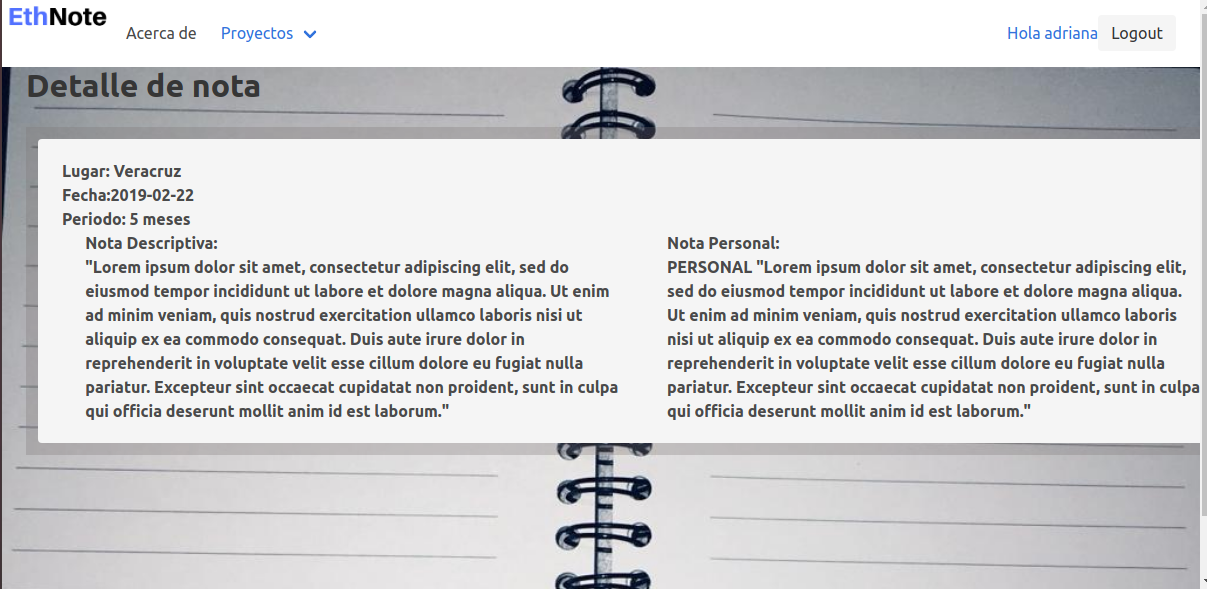 EthNote
Acerca de
Proyectos
Hola adriana
Logout
Detalle de nota
Lugar: Veracruz
Fecha:2019-02-22
Periodo: 5 meses
Nota Descriptiva:
"Lorem ipsum dolor sit amet, consectetur adipiscing elit, sed do
eiusmod tempor incididunt ut labore et dolore magna aliqua. Ut enim
ad minim veniam, quis nostrud exercitation ullamco laboris nisi ut
aliquip ex ea commodo consequat. Duis aute irure dolor in
reprehenderit in voluptate velit esse cillum dolore eu fugiat nulla
pariatur. Excepteur sint occaecat cupidatat non proident, sunt in culpa
qui officia deserunt mollit anim id est laborum."
Nota Personal:
PERSONAL "Lorem ipsum dolor sit amet, consectetur adipiscing elit,
sed do eiusmod tempor incididunt ut labore et dolore magna aliqua.
Ut enim ad minim veniam, quis nostrud exercitation ullamco laboris
nisi ut aliquip ex ea commodo consequat. Duis aute irure dolor in
reprehenderit in voluptate velit esse cillum dolore eu fugiat nulla
pariatur. Excepteur sint occaecat cupidatat non proident, sunt in culpa
qui officia deserunt mollit anim id est laborum."